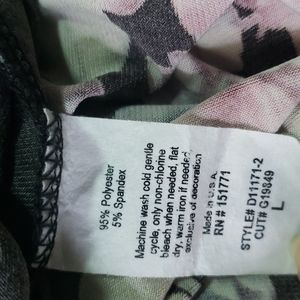 95% Polyester
5% Spandex
Machine wash cold gentle
cycle, only non-chlorine
bleach when needed, flat
dry, warm iron if needed,
exclusive of decoration
Made in U.S.A.
RN # 151771
STYLE# D11171-2
CUT# G19849
L